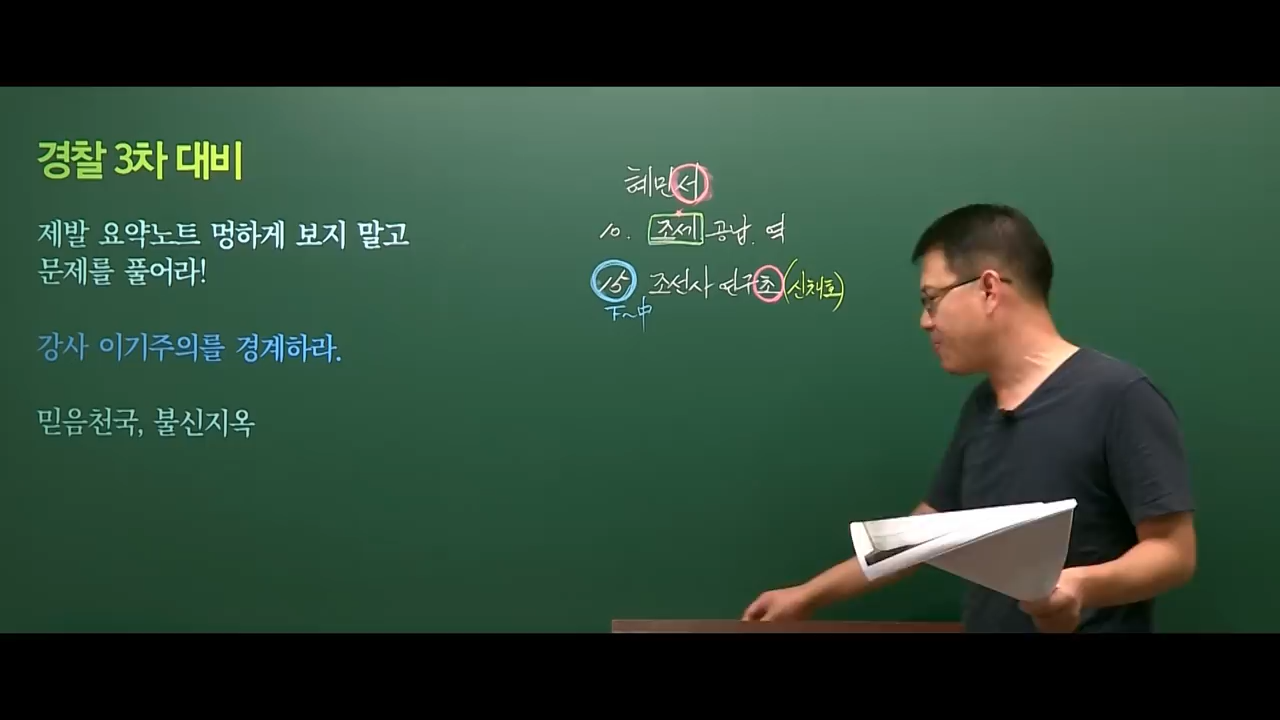 경찰 3차 대비
제발 요약노트 멍하게 보지 말고
문제를 풀어라!
강사 이기주의를 경계하라.
믿음천국, 불신지옥
혜민서
10. 조세 공납. 역
15 조선사 연구초 (신채호)
下~中